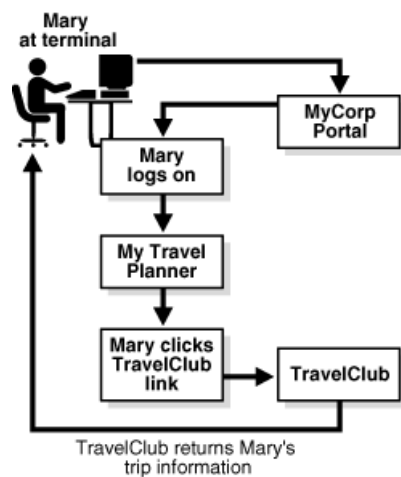 Mary
at terminal
MyCorp
Portal
Mary
logs on
My Travel
Planner
Mary clicks
TravelClub
link
TravelClub
TravelClub returns Mary's
trip information